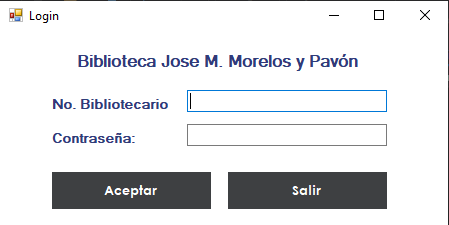 Login
Biblioteca Jose M. Morelos y Pavón
No. Bibliotecario
Contraseña:
Aceptar Salir